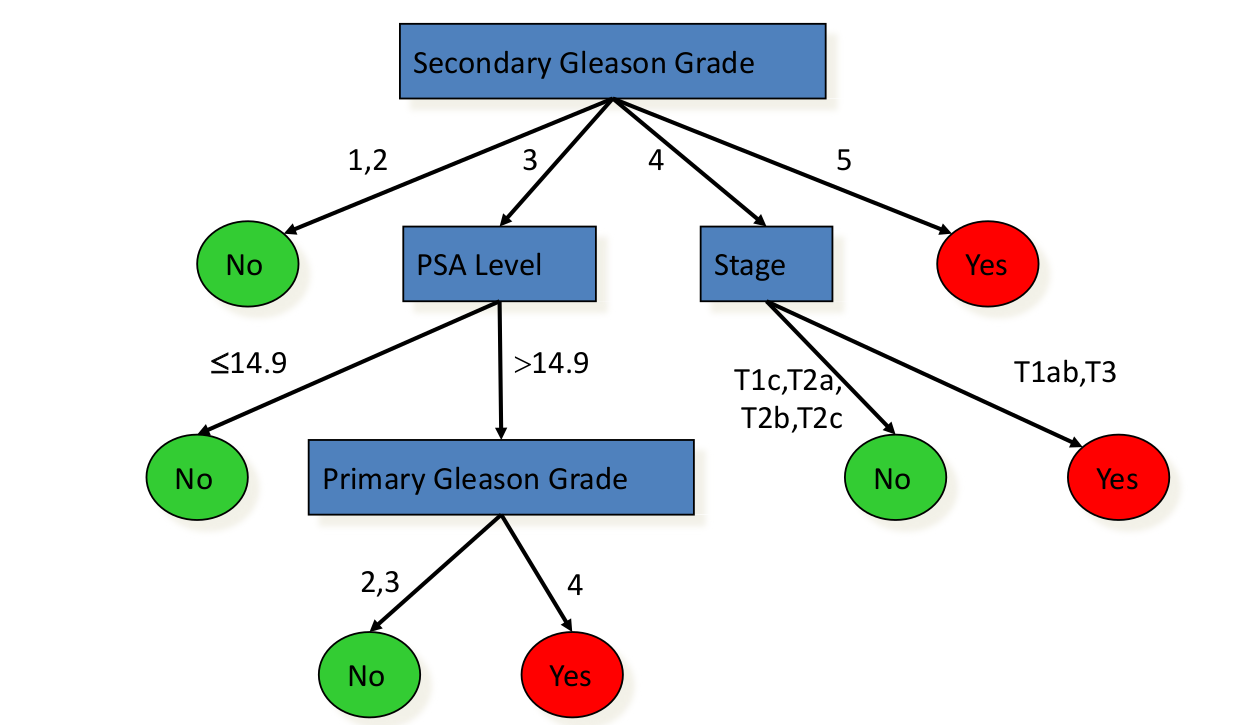 Secondary Gleason Grade
1,2
3
4
5
No
PSA Level
Stage
Yes
≤14.9
>14.9
T1c,T2a,
T2b,T2c
T1ab,T3
No
Primary Gleason Grade
No
Yes
2,3
4
No
Yes